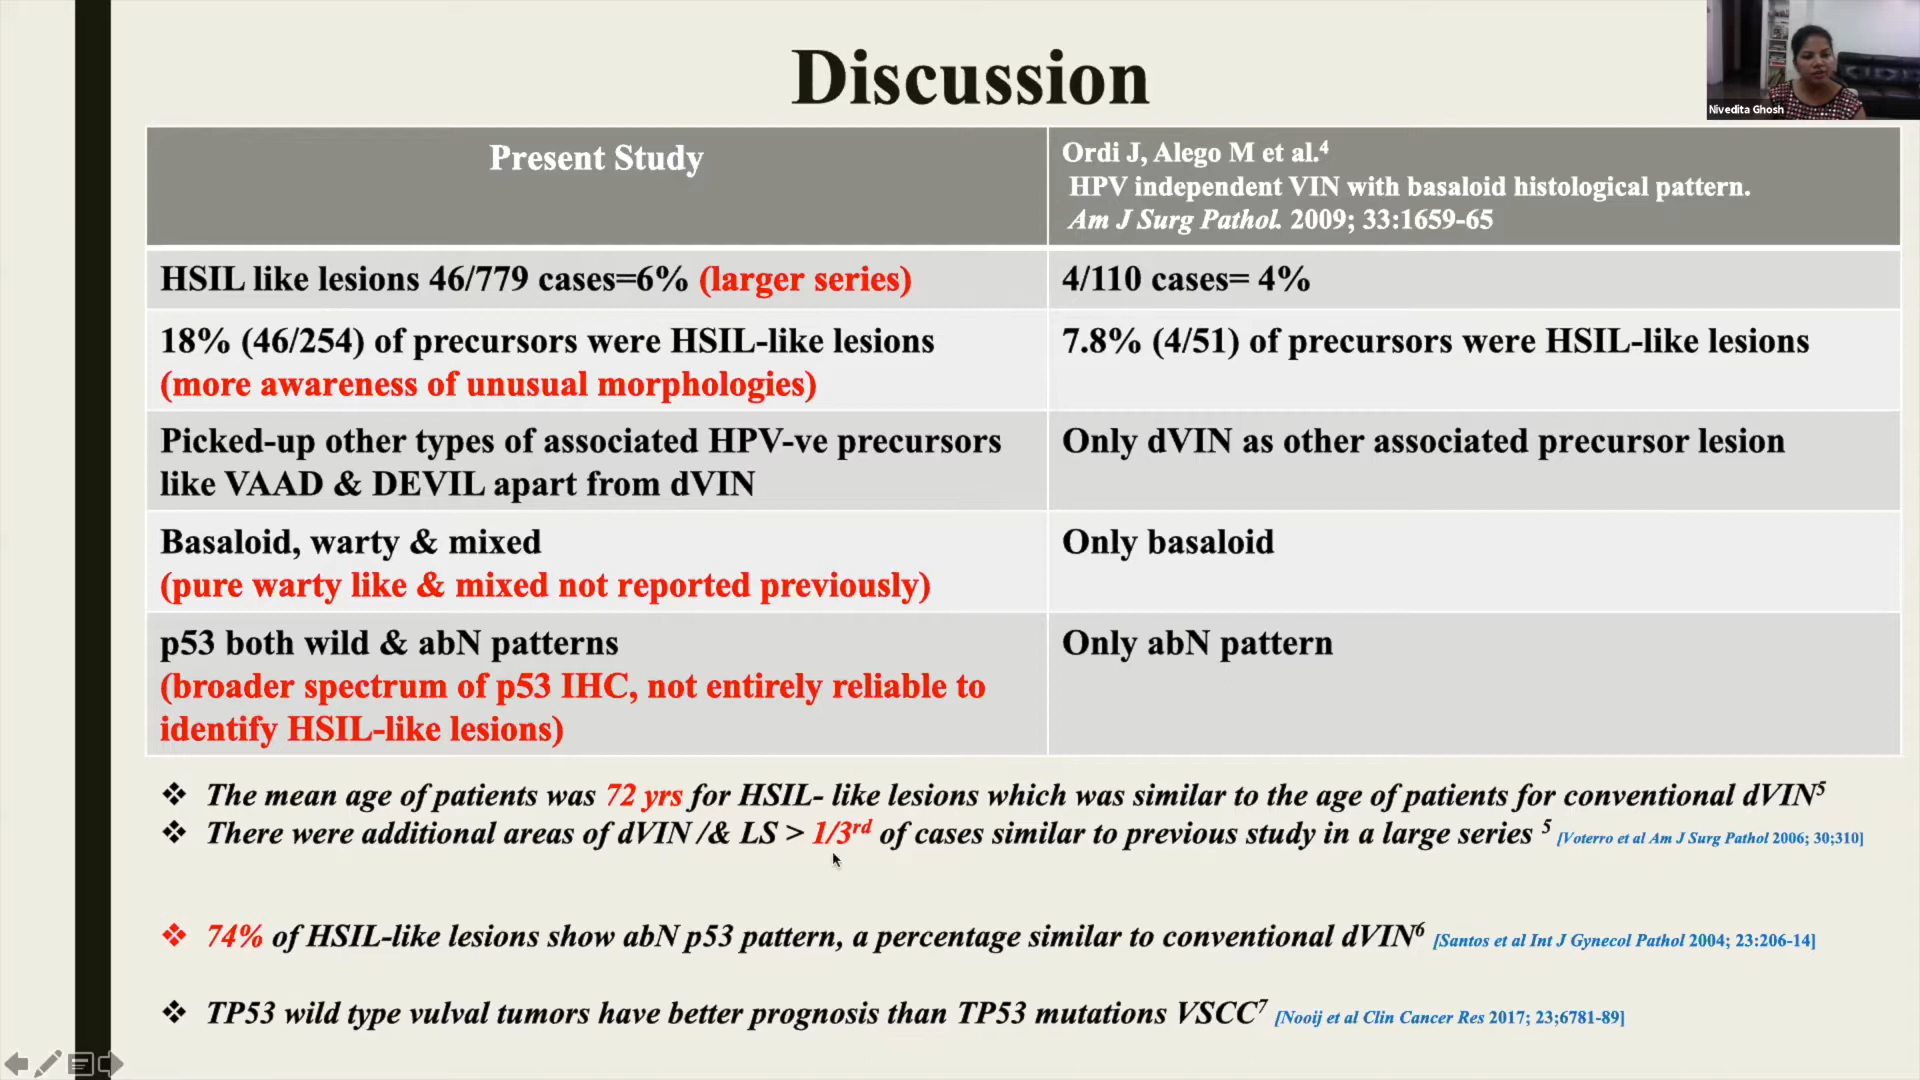 Discussion
Nivedita Ghosh
Present Study
Ordi J, Alego M et al.4
HPV independent VIN with basaloid histological pattern.
Am J Surg Pathol. 2009; 33:1659-65
HSIL like lesions 46/779 cases=6% (larger series)
4/110 cases= 4%
18% (46/254) of precursors were HSIL-like lesions
(more awareness of unusual morphologies)
7.8% (4/51) of precursors were HSIL-like lesions
Picked-up other types of associated HPV-ve precursors
like VAAD & DEVIL apart from dVIN
Only dVIN as other associated precursor lesion
Basaloid, warty & mixed
(pure warty like & mixed not reported previously)
Only basaloid
p53 both wild & abN patterns
(broader spectrum of p53 IHC, not entirely reliable to
identify HSIL-like lesions)
Only abN pattern
❖ The mean age of patients was 72 yrs for HSIL- like lesions which was similar to the age of patients for conventional dVIN5
❖ There were additional areas of dVIN /& LS > 1/3rd of cases similar to previous study in a large series 5 [Voterro et al Am J Surg Pathol 2006; 30;310]
❖ 74% of HSIL-like lesions show abN p53 pattern, a percentage similar to conventional dVIN6 [Santos et al Int J Gynecol Pathol 2004; 23:206-14]
❖ TP53 wild type vulval tumors have better prognosis than TP53 mutations VSCC7 [Nooij et al Clin Cancer Res 2017; 23;6781-89]